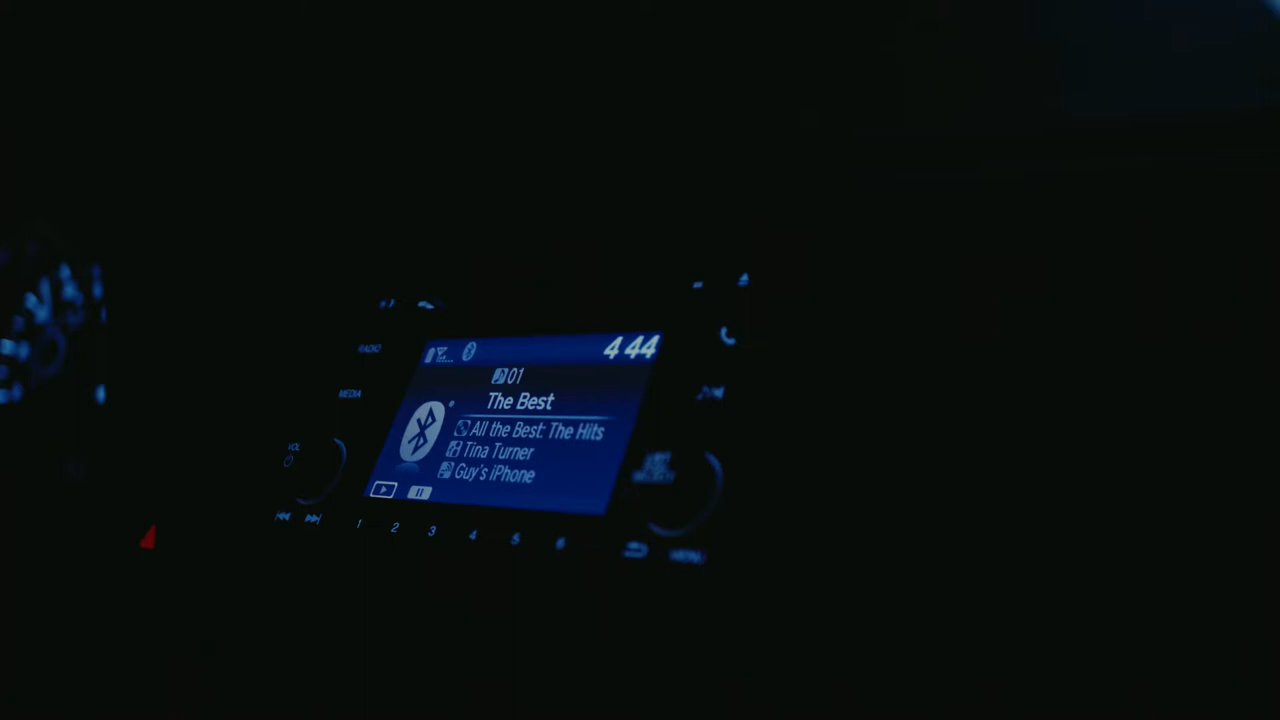 4 44
01
The Best
All the Best: The Hits
Tina Turner
Guy's iPhone
RADIO
MEDIA
VOL
1 2 3 4 5 6
MENU